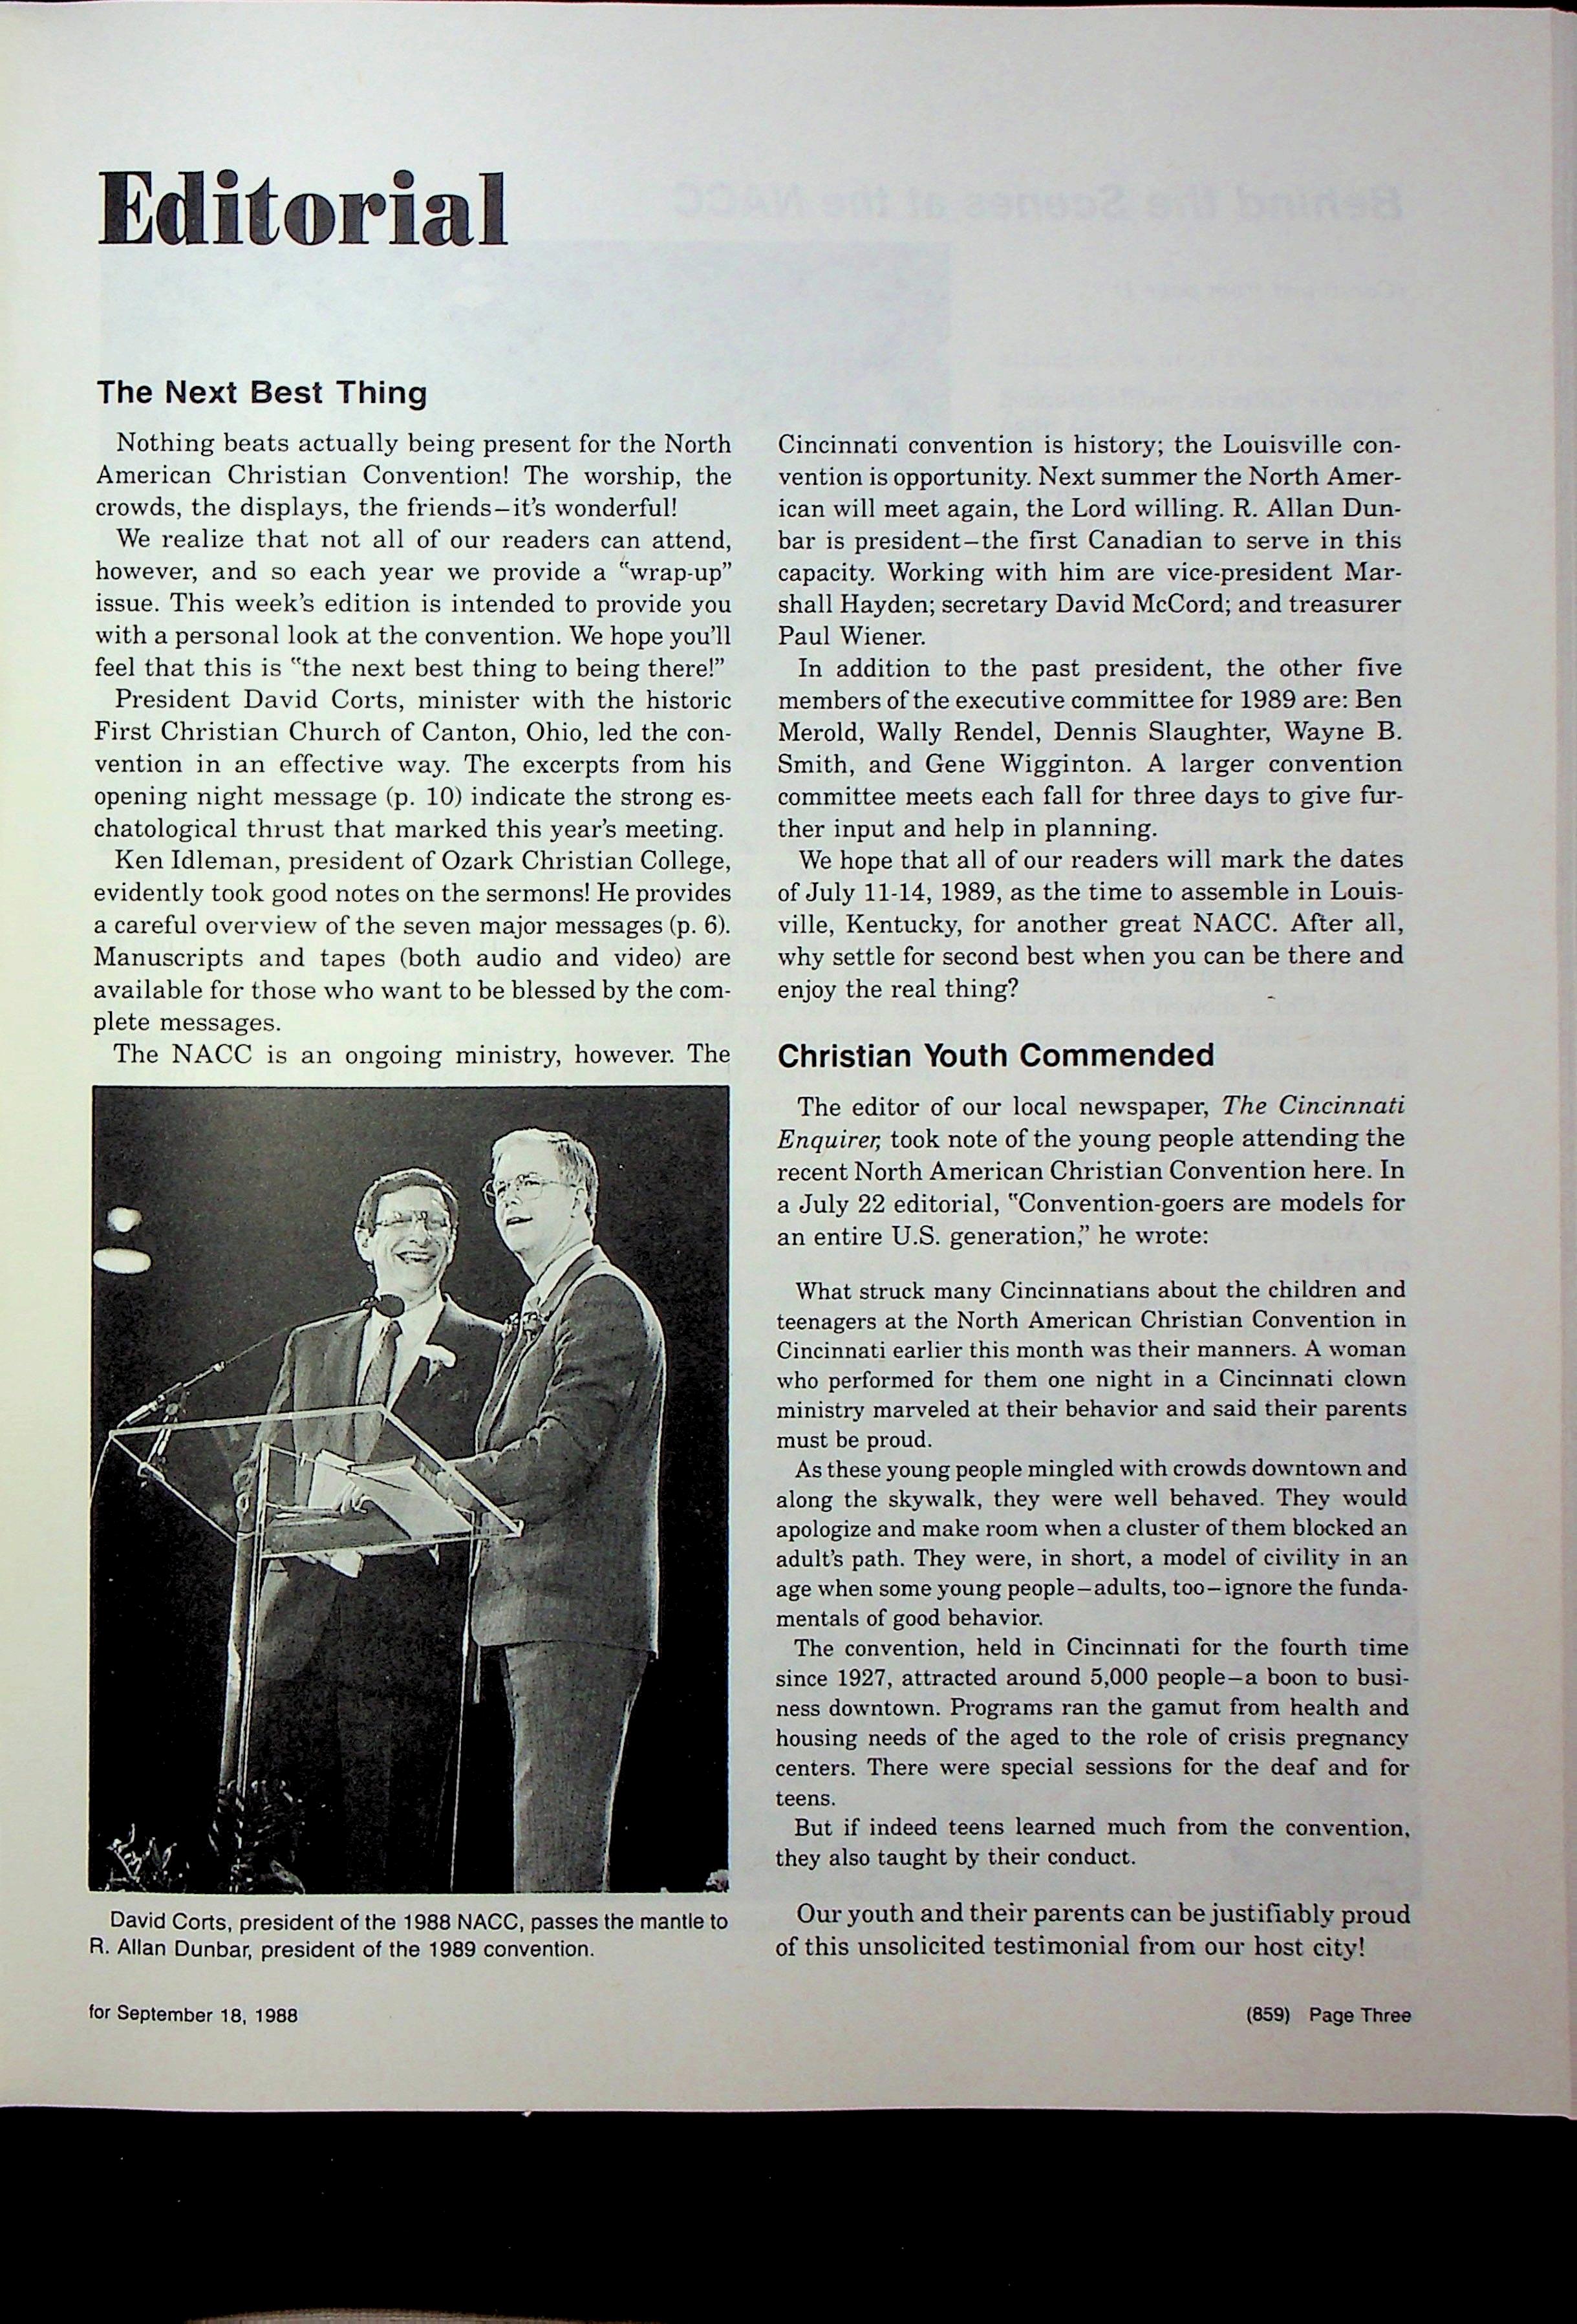 Editorial
The Next Best Thing
Nothing beats actually being present for the North
American Christian Convention! The worship, the
crowds, the displays, the friends–it's wonderful!
We realize that not all of our readers can attend,
however, and so each year we provide a "wrap-up"
issue. This week's edition is intended to provide you
with a personal look at the convention. We hope you'll
feel that this is "the next best thing to being there!"
President David Corts, minister with the historic
First Christian Church of Canton, Ohio, led the con-
vention in an effective way. The excerpts from his
opening night message (p. 10) indicate the strong es-
chatological thrust that marked this year's meeting.
Ken Idleman, president of Ozark Christian College,
evidently took good notes on the sermons! He provides
a careful overview of the seven major messages (p. 6).
Manuscripts and tapes (both audio and video) are
available for those who want to be blessed by the com-
plete messages.
The NACC is an ongoing ministry, however. The
David Corts, president of the 1988 NACC, passes the mantle to
R. Allan Dunbar, president of the 1989 convention.
Cincinnati convention is history; the Louisville con-
vention is opportunity. Next summer the North Amer-
ican will meet again, the Lord willing. R. Allan Dun-
bar is president–the first Canadian to serve in this
capacity. Working with him are vice-president Mar-
shall Hayden; secretary David McCord; and treasurer
Paul Wiener.
In addition to the past president, the other five
members of the executive committee for 1989 are: Ben
Merold, Wally Rendel, Dennis Slaughter, Wayne B.
Smith, and Gene Wigginton. A larger convention
committee meets each fall for three days to give fur-
ther input and help in planning.
We hope that all of our readers will mark the dates
of July 11-14, 1989, as the time to assemble in Louis-
ville, Kentucky, for another great NACC. After all,
why settle for second best when you can be there and
enjoy the real thing?
Christian Youth Commended
The editor of our local newspaper, The Cincinnati
Enquirer, took note of the young people attending the
recent North American Christian Convention here. In
a July 22 editorial, "Convention-goers are models for
an entire U.S. generation," he wrote:
What struck many Cincinnatians about the children and
teenagers at the North American Christian Convention in
Cincinnati earlier this month was their manners. A woman
who performed for them one night in a Cincinnati clown
ministry marveled at their behavior and said their parents
must be proud.
As these young people mingled with crowds downtown and
along the skywalk, they were well behaved. They would
apologize and make room when a cluster of them blocked an
adult's path. They were, in short, a model of civility in an
age when some young people–adults, too–ignore the funda-
mentals of good behavior.
The convention, held in Cincinnati for the fourth time
since 1927, attracted around 5,000 people–a boon to busi-
ness downtown. Programs ran the gamut from health and
housing needs of the aged to the role of crisis pregnancy
centers. There were special sessions for the deaf and for
teens.
But if indeed teens learned much from the convention,
they also taught by their conduct.
Our youth and their parents can be justifiably proud
of this unsolicited testimonial from our host city!
for September 18, 1988
(859) Page Three